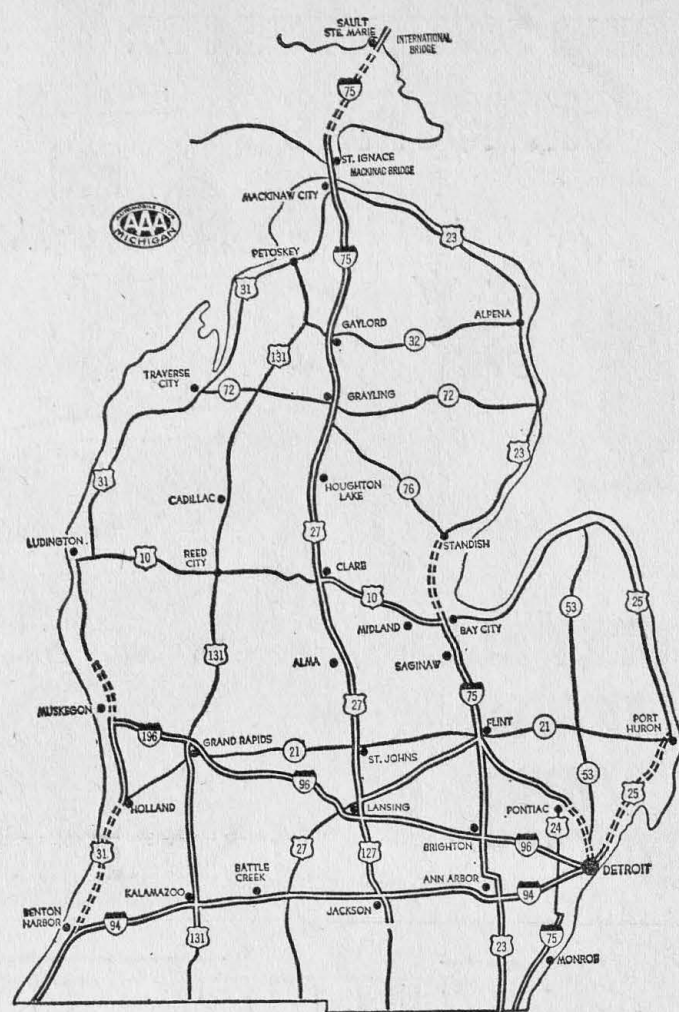 SAULT
STE. MARIE
INTERNATIONAL
BRIDGE
75
ST. IGNACE
MACKINAC BRIDGE
MACKINAW CITY
AUTOMOBILE CLUB
AAA
MICHIGAN
23
PETOSKEY
75
31
GAYLORD
32
ALPENA
131
TRAVERSE
CITY
72
GRAYLING
72
23
31
HOUGHTON
LAKE
76
CADILLAC
27
STANDISH
LUDINGTON
10
REED
CITY
CLARE
10
53
25
MIDLAND
BAY CITY
131
ALMA
SAGINAW
75
27
MUSKEGON
196
GRAND RAPIDS
21
ST. JOHNS
FLINT
21
PORT
HURON
96
53
25
HOLLAND
LANSING
PONTIAC
24
31
27
127
BRIGHTON
96
DETROIT
KALAMAZOO
BATTLE
CREEK
ANN ARBOR
94
BENTON
HARBOR
94
131
JACKSON
23
75
MONROE